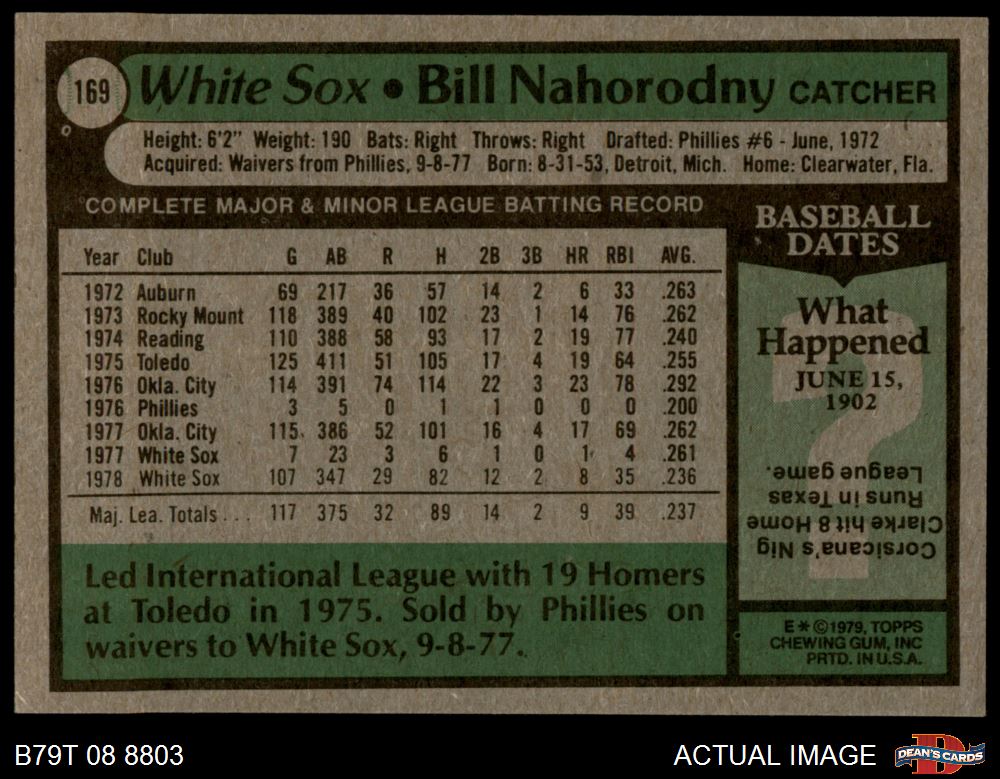 169 White Sox • Bill Nahorodny CATCHER
Height: 6'2" Weight: 190 Bats: Right Throws: Right Drafted: Phillies #6 - June, 1972
Acquired: Waivers from Phillies, 9-8-77 Born: 8-31-53, Detroit, Mich. Home: Clearwater, Fla.
COMPLETE MAJOR & MINOR LEAGUE BATTING RECORD
Year Club G AB R H 2B 3B HR RBI AVG.
1972 Auburn 69 217 36 57 14 2 6 33 .263
1973 Rocky Mount 118 389 40 102 23 1 14 76 .262
1974 Reading 110 388 58 93 17 2 19 77 .240
1975 Toledo 125 411 51 105 17 4 19 64 .255
1976 Okla. City 114 391 74 114 22 3 23 78 .292
1976 Phillies 3 5 0 1 1 0 0 0 .200
1977 Okla. City 115 386 52 101 16 4 17 69 .262
1977 White Sox 7 23 3 6 1 0 1 4 .261
1978 White Sox 107 347 29 82 12 2 8 35 .236
Maj. Lea. Totals . . . 117 375 32 89 14 2 9 39 .237
Led International League with 19 Homers
at Toledo in 1975. Sold by Phillies on
waivers to White Sox, 9-8-77.
BASEBALL
DATES
What
Happened
JUNE 15,
1902
?
Corsicana's Nig
Clarke hit 8 Home
Runs in Texas
League game.
E * © 1979, TOPPS
CHEWING GUM, INC
PRTD. IN U.S.A.
B79T 08 8803
ACTUAL IMAGE
DEAN'S CARDS